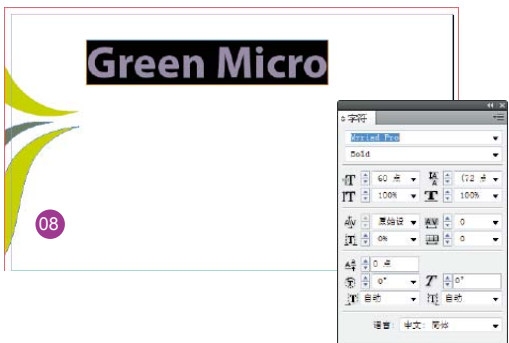 Green Micro
08
字符
Myriad Pro
Bold
60 点 (72 点
100% 100%
原始设 0
0% 0
0 点
0° 0°
自动 自动
语言: 中文: 简体